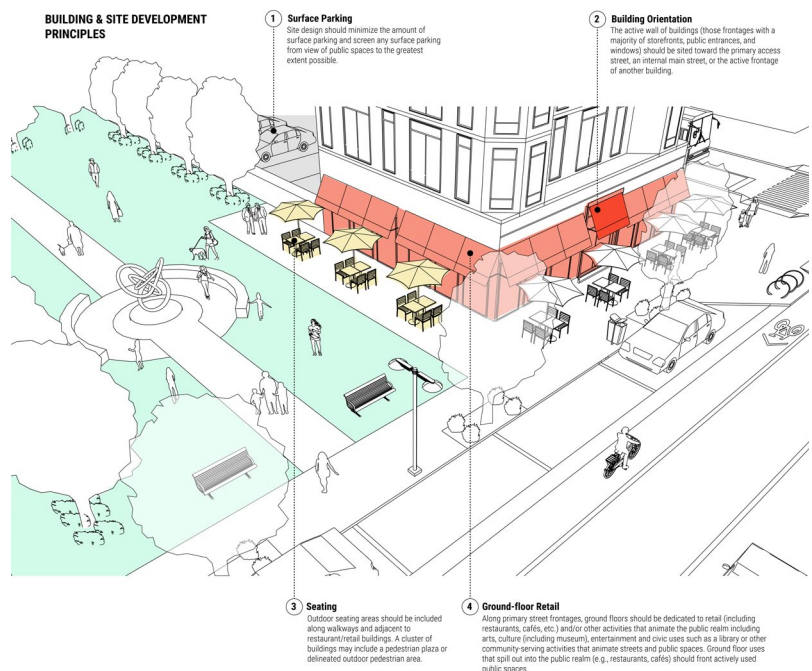 BUILDING & SITE DEVELOPMENT
PRINCIPLES
1 Surface Parking
Site design should minimize the amount of
surface parking and screen any surface parking
from view of public spaces to the greatest
extent possible.
2 Building Orientation
The active wall of buildings (those frontages with a
majority of storefronts, public entrances, and
windows) should be sited toward the primary access
street, an internal main street, or the active frontage
of another building.
3 Seating
Outdoor seating areas should be included
along walkways and adjacent to
restaurant/retail buildings. A cluster of
buildings may include a pedestrian plaza or
delineated outdoor pedestrian area.
4 Ground-floor Retail
Along primary street frontages, ground floors should be dedicated to retail (including
restaurants, cafés, etc.) and/or other activities that animate the public realm including
arts, culture (including museum), entertainment and civic uses such as a library or other
community-serving activities that animate streets and public spaces. Ground floor uses
that spill out into the public realm (e.g., restaurants, cafés) should front actively used
public spaces.